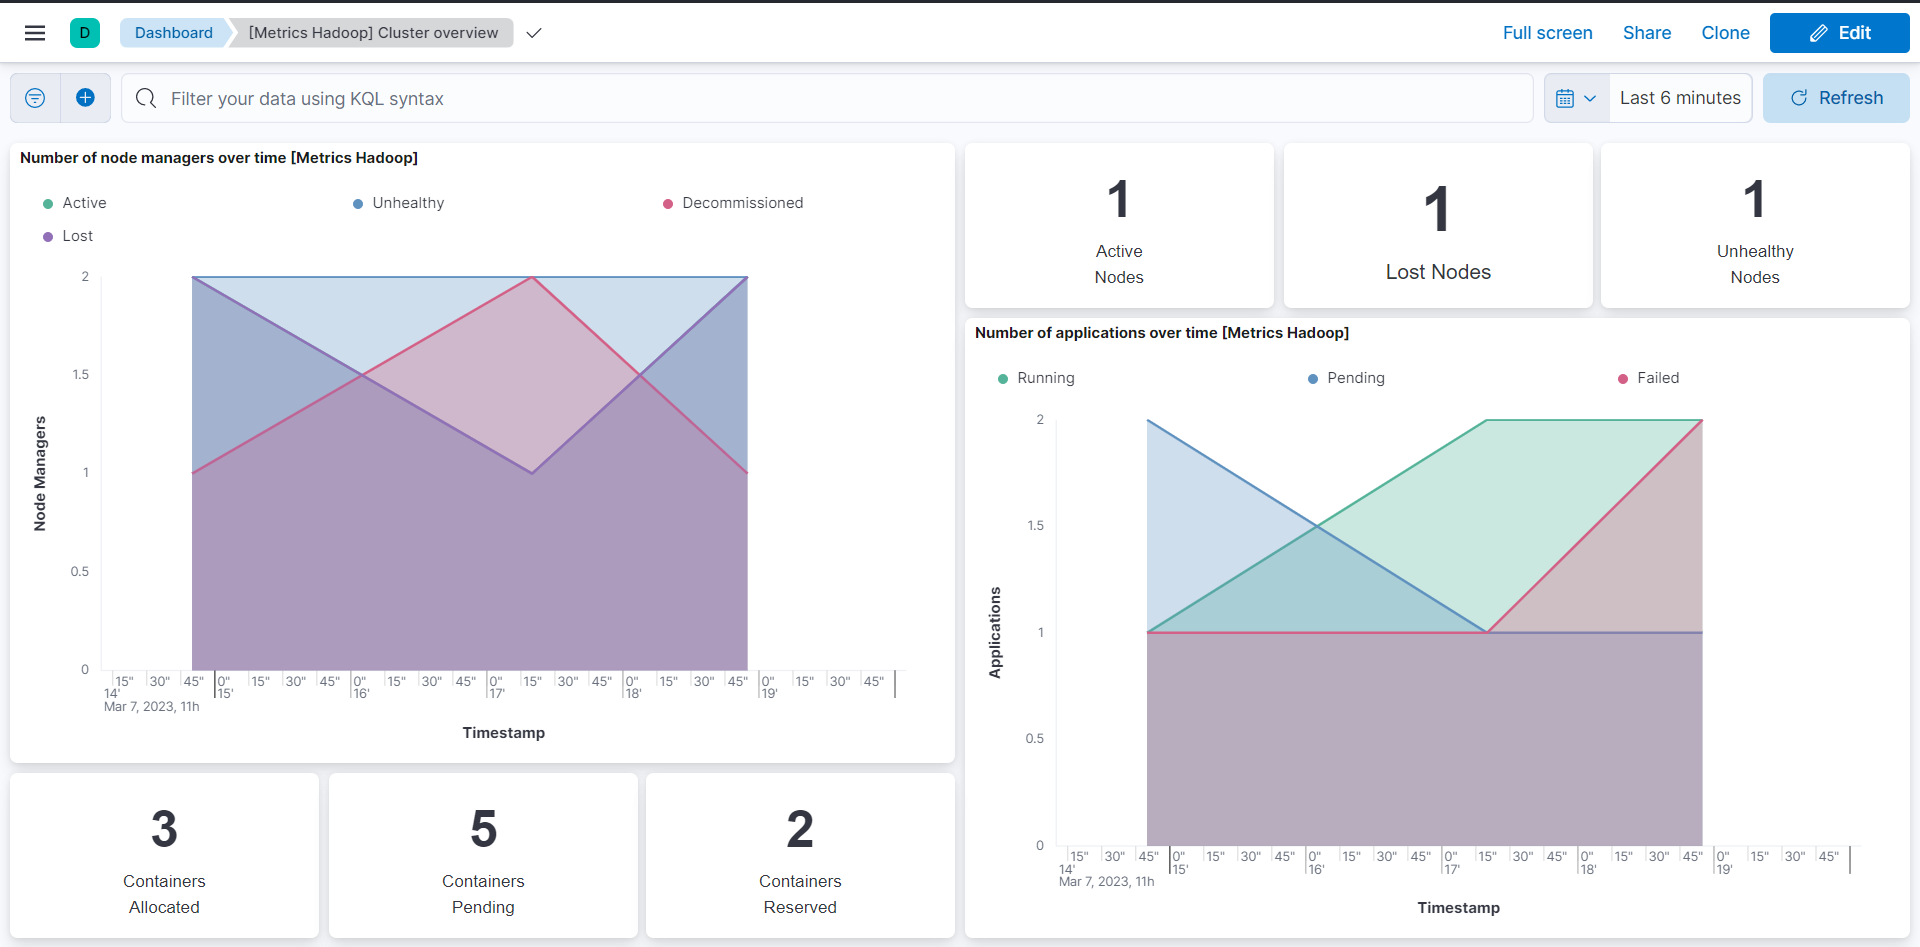 D
Dashboard
[Metrics Hadoop] Cluster overview
Full screen
Share
Clone
Edit
Filter your data using KQL syntax
Last 6 minutes
Refresh
Number of node managers over time [Metrics Hadoop]
Active
Unhealthy
Decommissioned
Lost
2
1.5
1
0.5
0
Node Managers
15" 30" 45" 0" 15" 30" 45" 0" 15" 30" 45" 0" 15" 30" 45" 0" 15" 30" 45" 0" 15" 30" 45"
14' 15' 16' 17' 18' 19'
Mar 7, 2023, 11h
Timestamp
1
Active
Nodes
1
Lost Nodes
1
Unhealthy
Nodes
Number of applications over time [Metrics Hadoop]
Running
Pending
Failed
2
1.5
1
0.5
0
Applications
15" 30" 45" 0" 15" 30" 45" 0" 15" 30" 45" 0" 15" 30" 45" 0" 15" 30" 45" 0" 15" 30" 45"
14' 15' 16' 17' 18' 19'
Mar 7, 2023, 11h
Timestamp
3
Containers
Allocated
5
Containers
Pending
2
Containers
Reserved